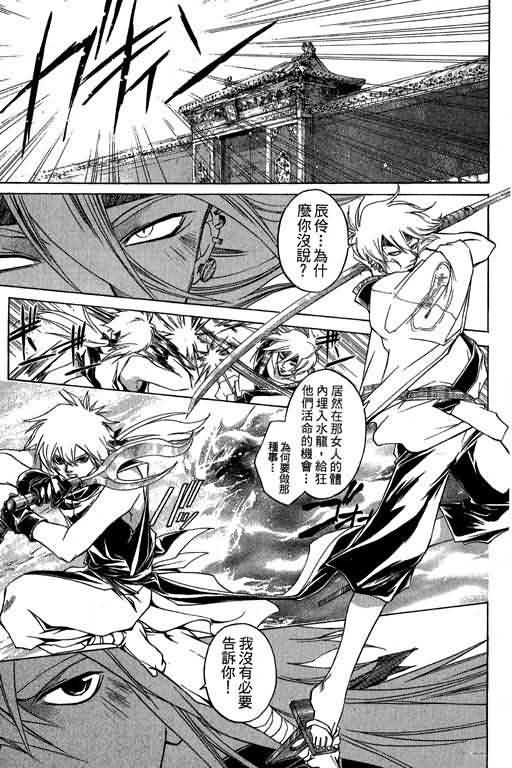 ガギィン
辰伶…為什
麼你沒說？
居然在那女人的體
內埋入水龍，給狂
他們活命的機會…
為何要做那
種事…
我沒有必要
告訴你！